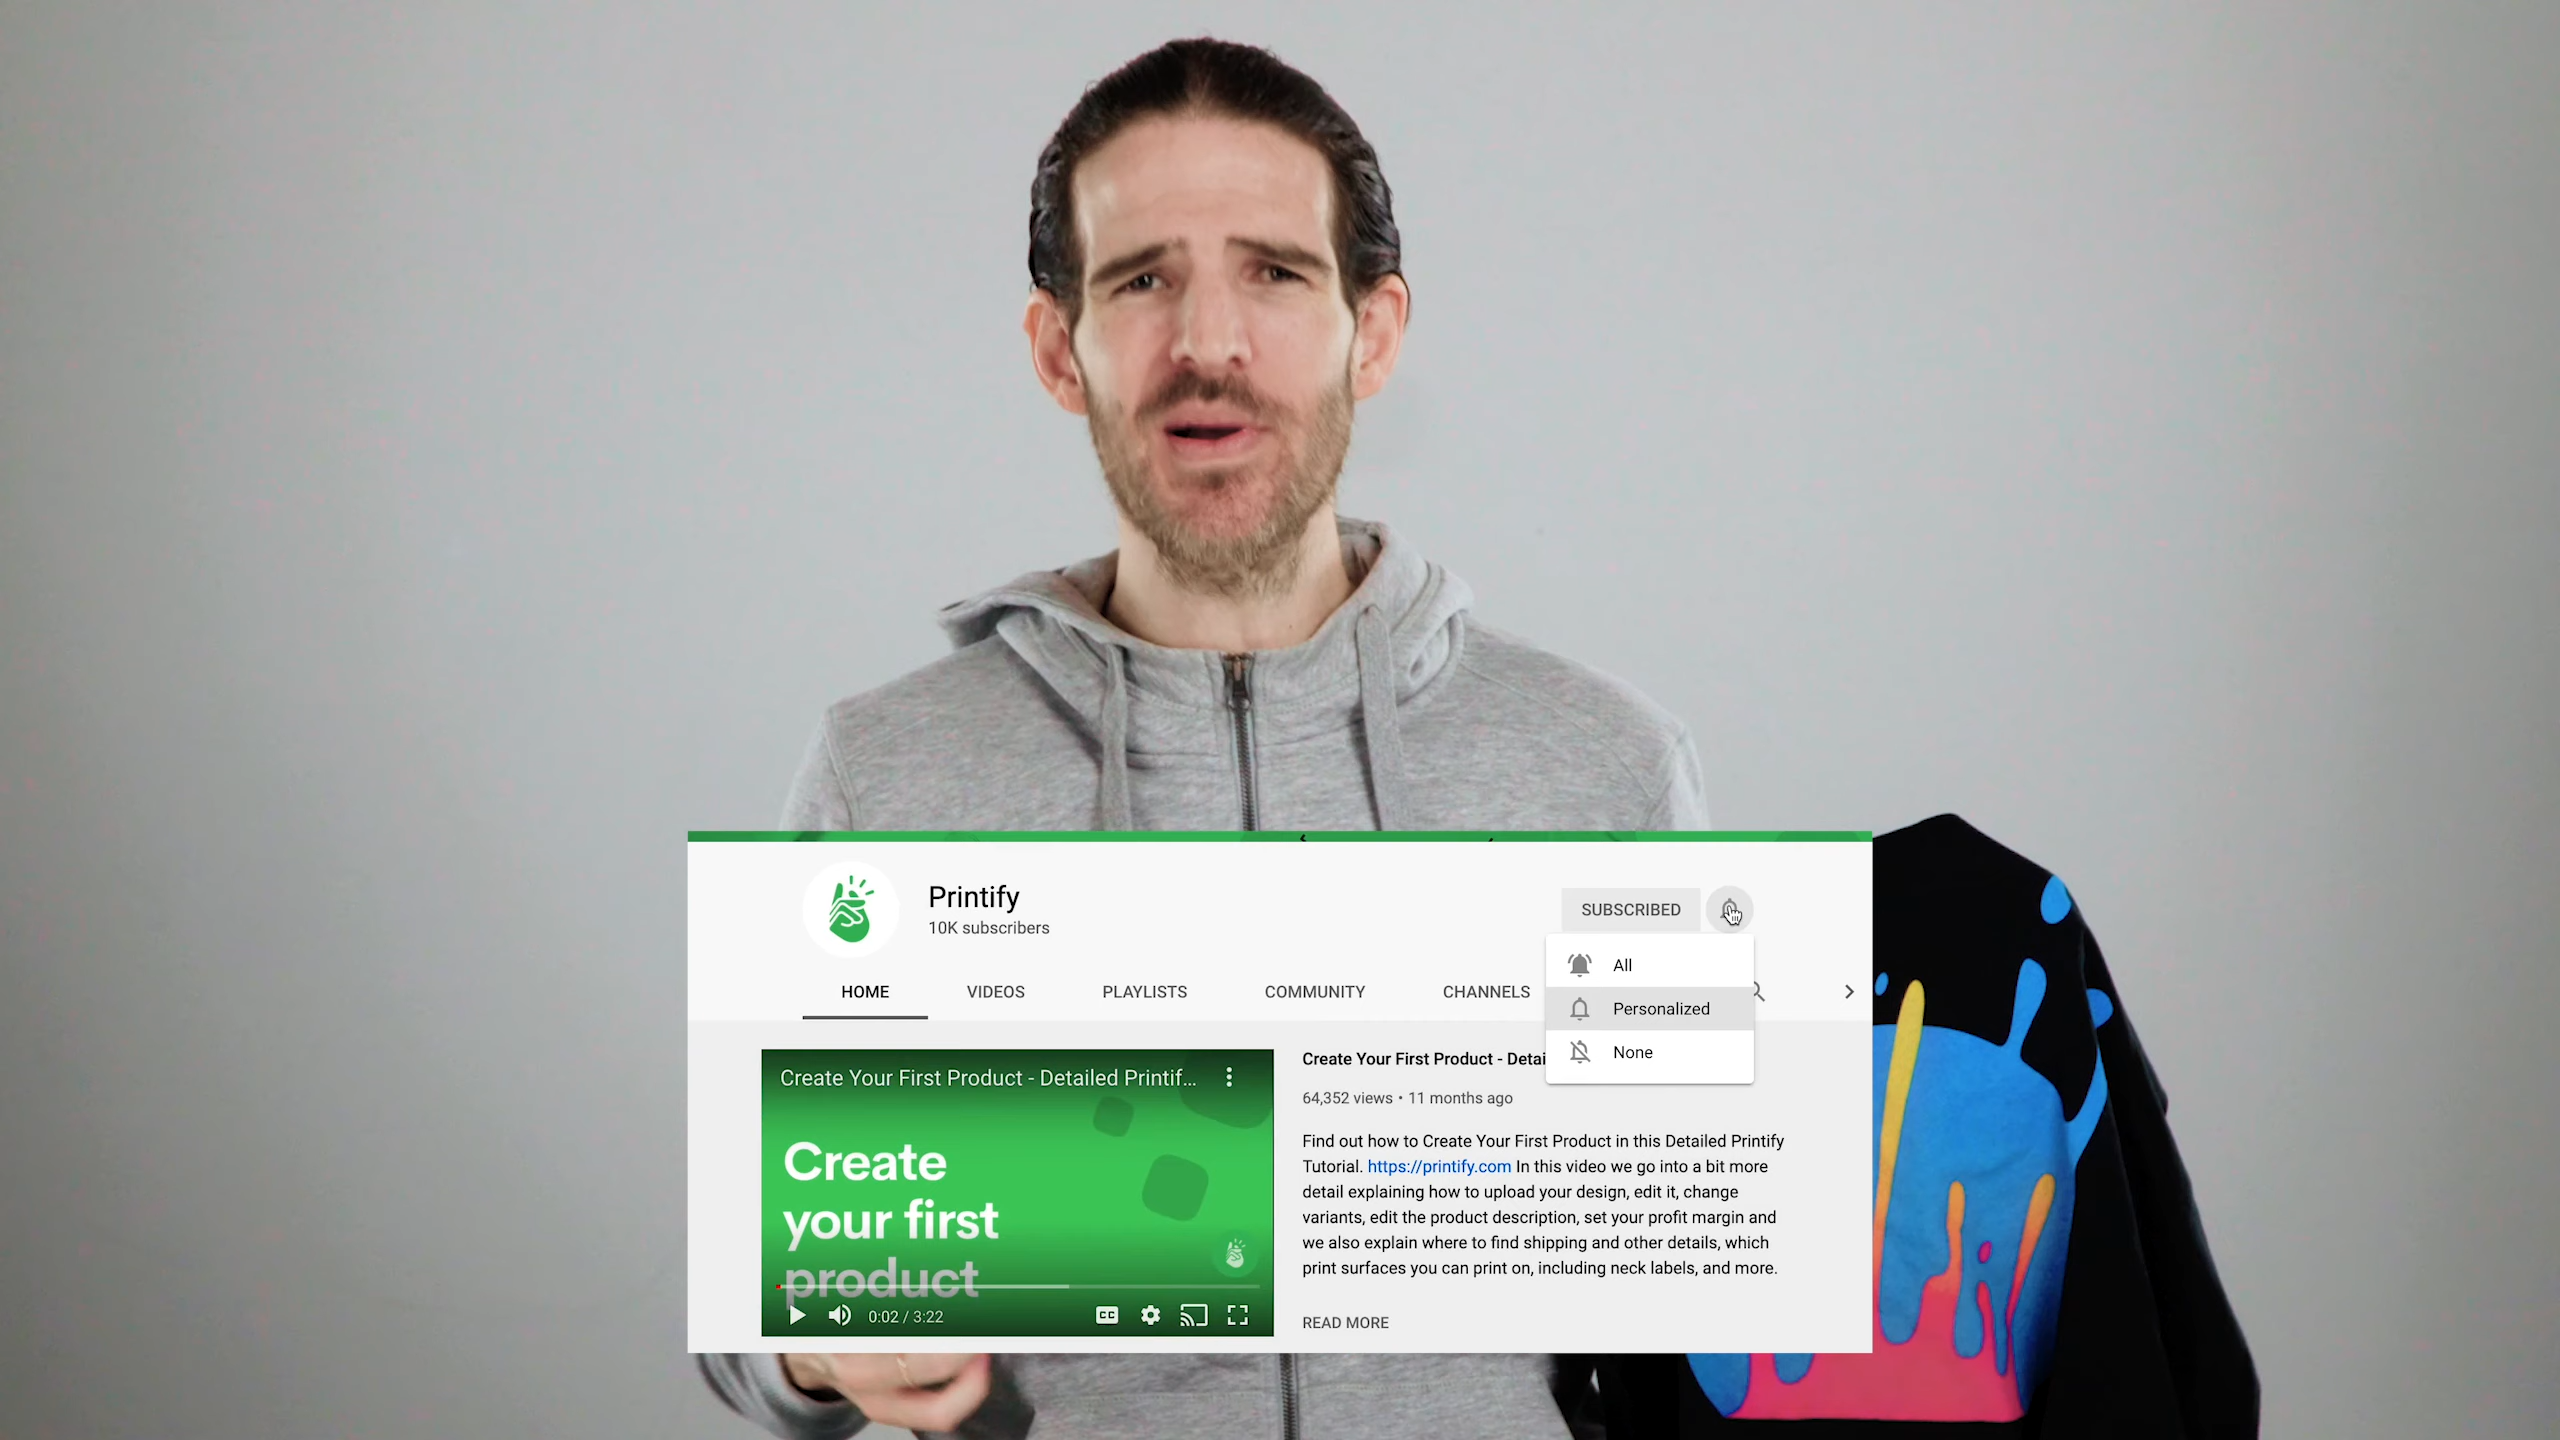 Printify
10K subscribers
SUBSCRIBED
All
Personalized
None
HOME
VIDEOS
PLAYLISTS
COMMUNITY
CHANNELS
Create Your First Product - Detailed Printif...
Create
your first
product
0:02 / 3:22
CC
Create Your First Product - Detai
64,352 views • 11 months ago
Find out how to Create Your First Product in this Detailed Printify
Tutorial. https://printify.com In this video we go into a bit more
detail explaining how to upload your design, edit it, change
variants, edit the product description, set your profit margin and
we also explain where to find shipping and other details, which
print surfaces you can print on, including neck labels, and more.
READ MORE